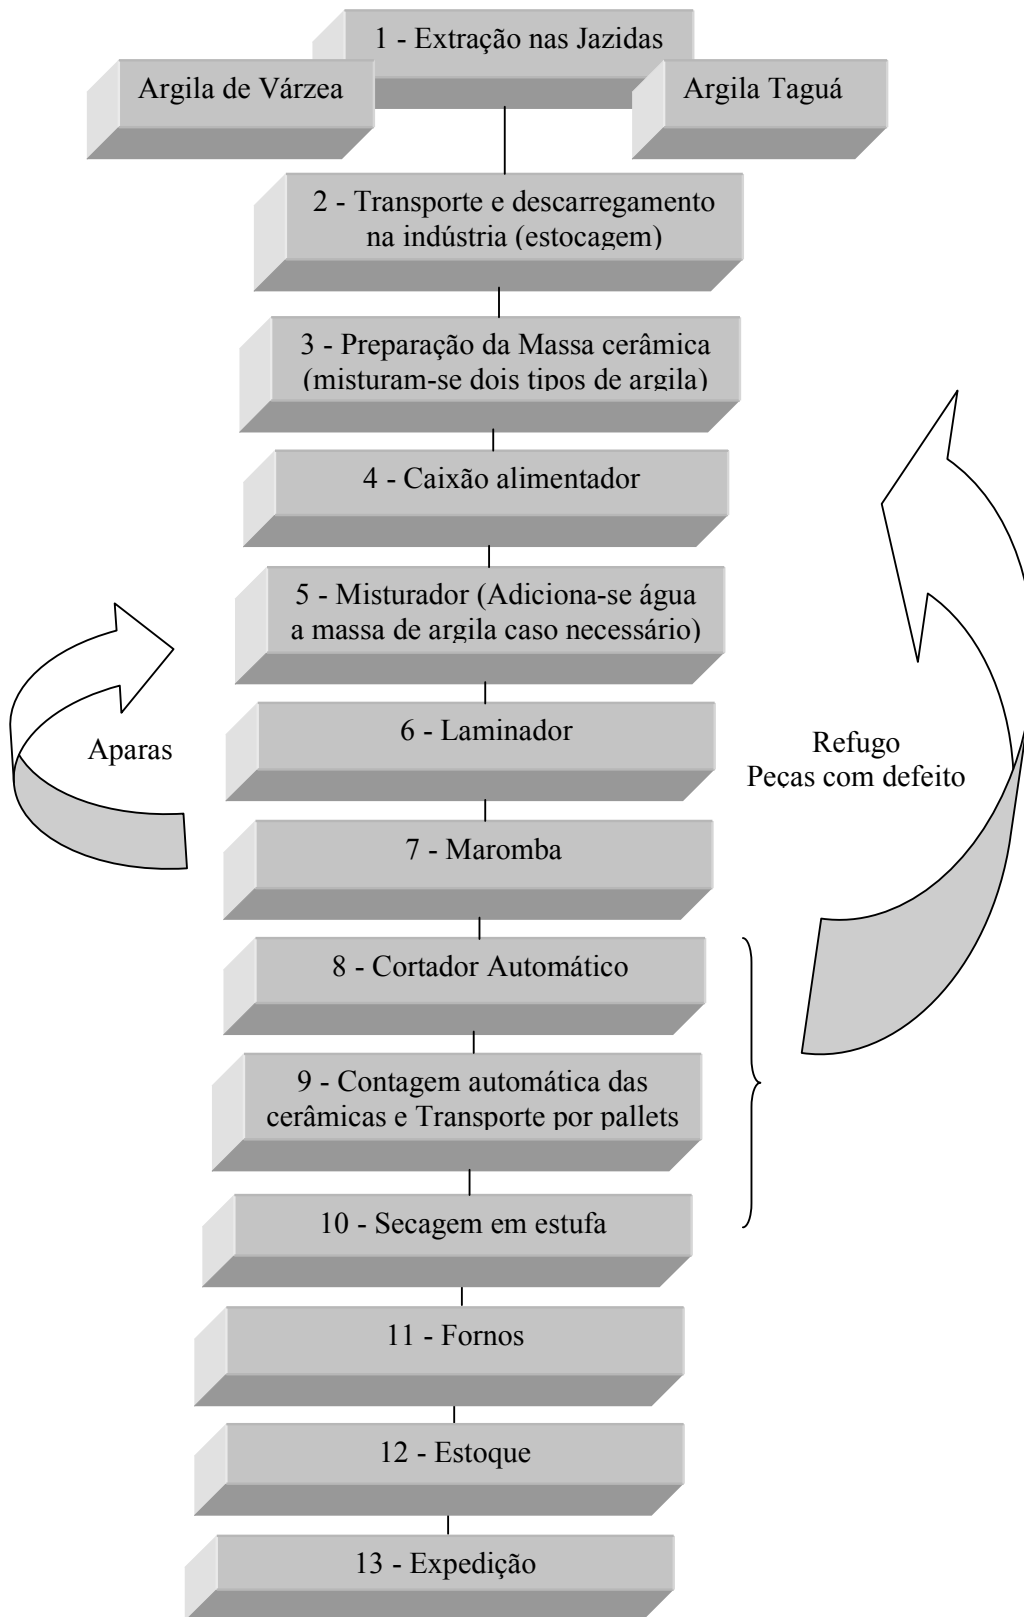 1 - Extração nas Jazidas
Argila de Várzea
Argila Taguá
2 - Transporte e descarregamento
na indústria (estocagem)
3 - Preparação da Massa cerâmica
(misturam-se dois tipos de argila)
4 - Caixão alimentador
5 - Misturador (Adiciona-se água
a massa de argila caso necessário)
6 - Laminador
Aparas
Refugo
Peças com defeito
7 - Maromba
8 - Cortador Automático
9 - Contagem automática das
cerâmicas e Transporte por pallets
10 - Secagem em estufa
11 - Fornos
12 - Estoque
13 - Expedição